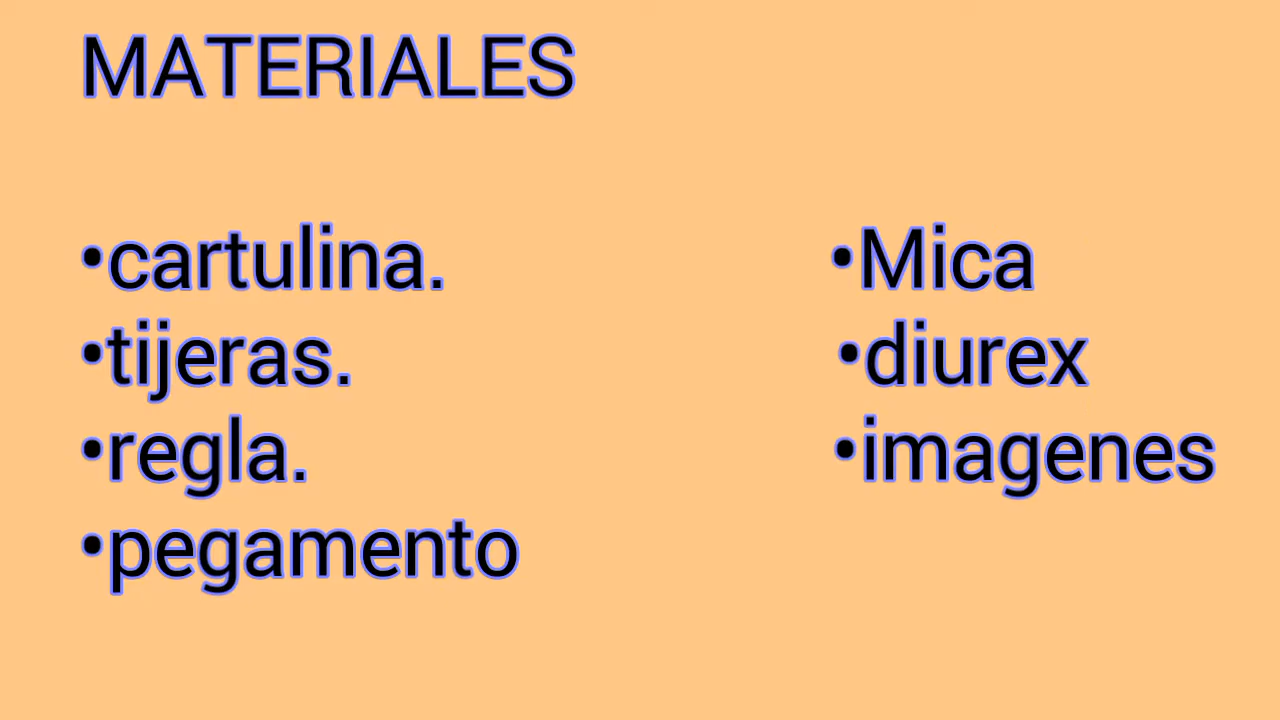 MATERIALES
•cartulina.
•tijeras.
•regla.
•pegamento
•Mica
•diurex
•imagenes